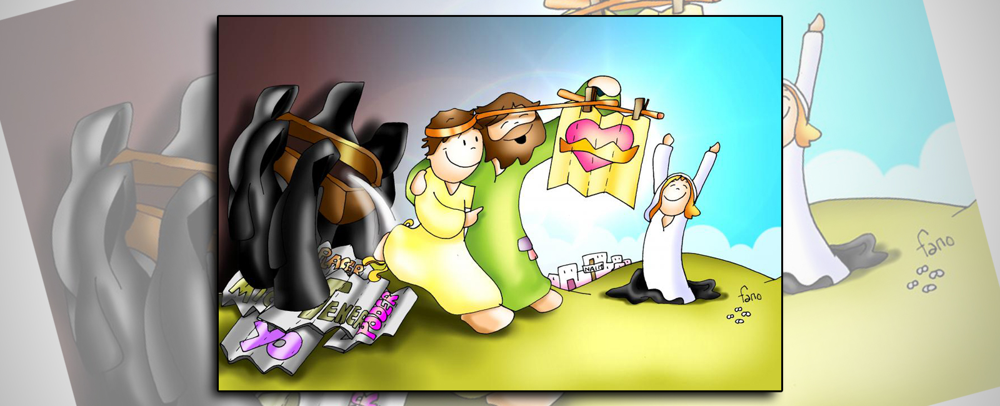 PLACER
TENER
PODER
YO
NAIM
fano
fano